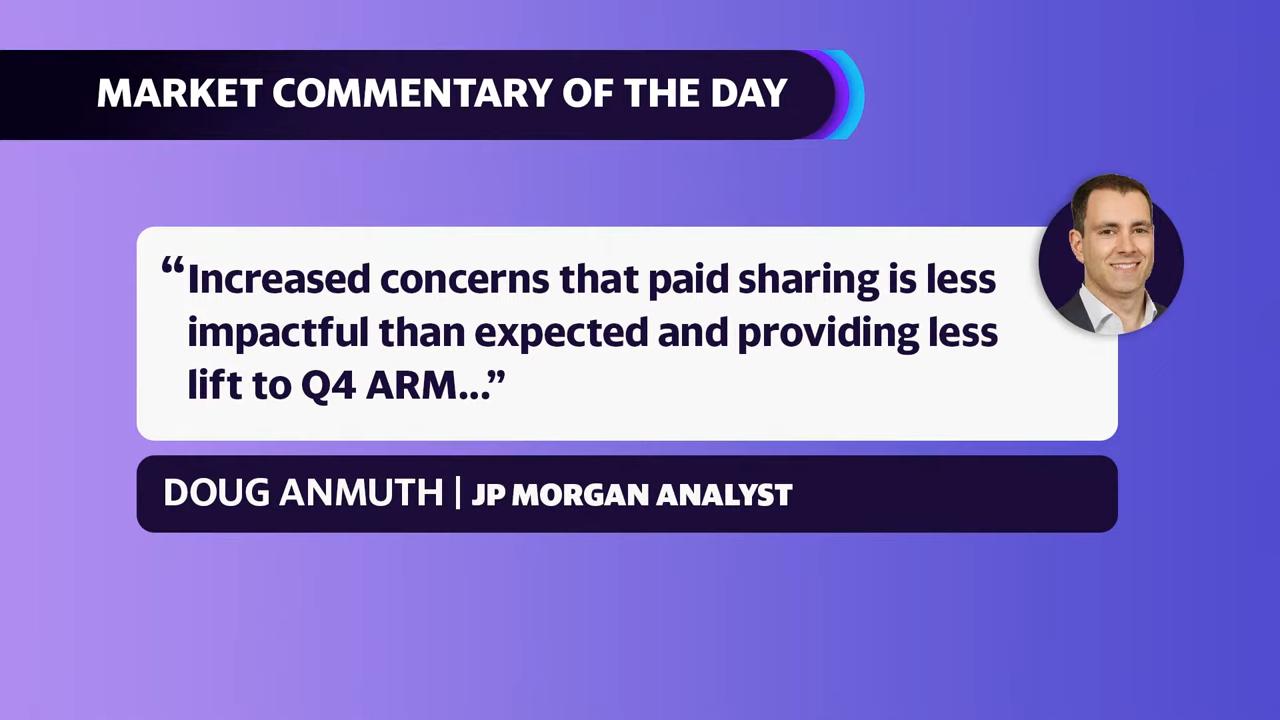 MARKET COMMENTARY OF THE DAY
“Increased concerns that paid sharing is less
impactful than expected and providing less
lift to Q4 ARM...”
DOUG ANMUTH | JP MORGAN ANALYST